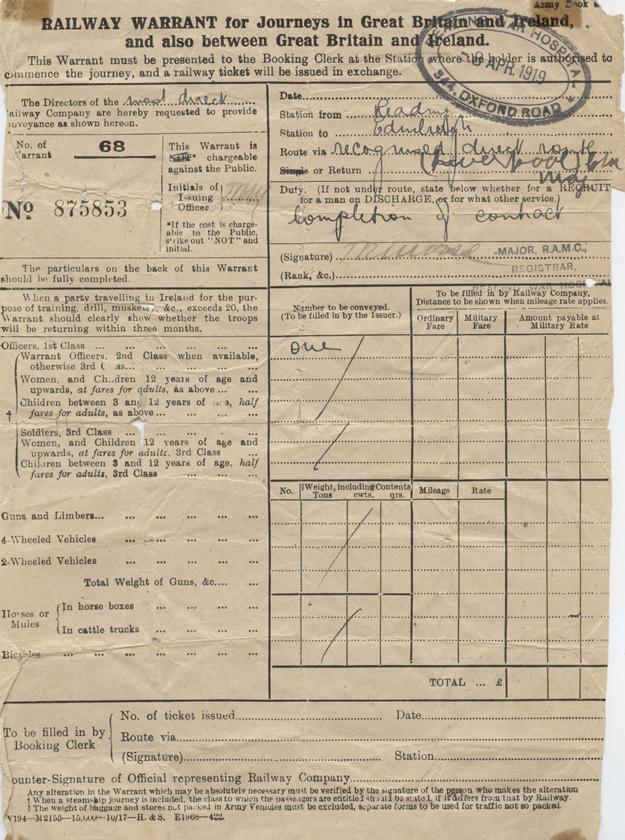 Army Book
RAILWAY WARRANT for Journeys in Great Britain and Ireland,
and also between Great Britain and Ireland.
This Warrant must be presented to the Booking Clerk at the Station where the holder is authorised to
commence the journey, and a railway ticket will be issued in exchange.
WAR HOSPITAL
APR. 1919
344, OXFORD ROAD
The Directors of the most direct
Railway Company are hereby requested to provide
conveyance as shown hereon.
No. of
Warrant
68
This Warrant is
NOT* chargeable
against the Public.
Initials of
Issuing
Officer
No 875853
*If the cost is charge-
able to the Public,
strike out "NOT" and
initial.
The particulars on the back of this Warrant
should be fully completed.
Date
Station from Reading
Station to Edinburgh
Route via recognised direct route
Single or Return
Duty. (If not under route, state below whether for a RECRUIT
for a man on DISCHARGE, or for what other service.)
Completion of contract
(Signature)
-MAJOR, R.A.M.C.,
REGISTRAR,
(Rank, &c.)
WAR HOSPITAL
When a party travelling in Ireland for the pur-
pose of training, drill, musketry, &c., exceeds 20, the
Warrant should clearly show whether the troops
will be returning within three months.
Number to be conveyed.
(To be filled in by the Issuer.)
To be filled in by Railway Company,
Distance to be shown when mileage rate applies.
Ordinary Fare
Military Fare
Amount payable at Military Rate
Officers, 1st Class
one
Warrant Officers, 2nd Class when available,
otherwise 3rd Class
Women, and Children 12 years of age and
upwards, at fares for adults, as above
Children between 3 and 12 years of age, half
† fares for adults, as above
Soldiers, 3rd Class
Women, and Children 12 years of age and
upwards, at fares for adults, 3rd Class
Children between 3 and 12 years of age, half
fares for adults, 3rd Class
No.
‡Weight, including Contents
Tons cwts. qrs.
Mileage
Rate
Guns and Limbers
4-Wheeled Vehicles
2-Wheeled Vehicles
Total Weight of Guns, &c.
Horses or Mules
In horse boxes
In cattle trucks
Bicycles
TOTAL ... £
To be filled in by
Booking Clerk
No. of ticket issued Date
Route via
(Signature) Station
Counter-Signature of Official representing Railway Company
Any alteration in the Warrant which may be absolutely necessary must be verified by the signature of the person who makes the alteration
† When a steamship journey is included, the class to which the passengers are entitled should be stated, if it differs from that by Railway.
‡ The weight of baggage and stores not packed in Army Vehicles must be excluded, separate forms to be used for traffic not so packed.
V194—M2153—15,000—10/17—H. & S. E1968—422.